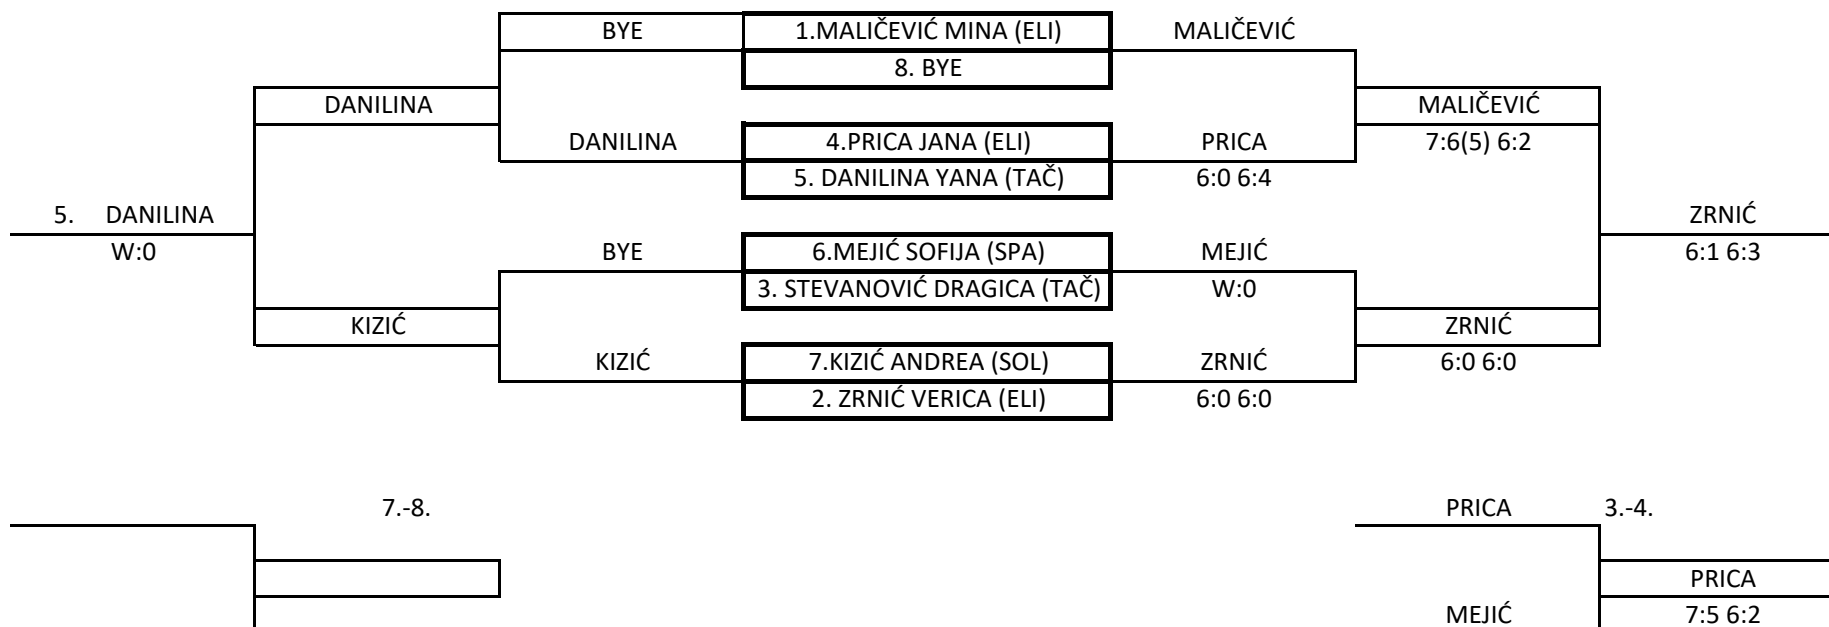 BYE 1.MALIČEVIĆ MINA (ELI) MALIČEVIĆ
8. BYE
DANILINA MALIČEVIĆ
DANILINA 4.PRICA JANA (ELI) PRICA 7:6(5) 6:2
5. DANILINA YANA (TAČ) 6:0 6:4
5. DANILINA ZRNIĆ
W:0 BYE 6.MEJIĆ SOFIJA (SPA) MEJIĆ 6:1 6:3
3. STEVANOVIĆ DRAGICA (TAČ) W:0
KIZIĆ ZRNIĆ
KIZIĆ 7.KIZIĆ ANDREA (SOL) ZRNIĆ 6:0 6:0
2. ZRNIĆ VERICA (ELI) 6:0 6:0
7.-8. PRICA 3.-4.
PRICA
MEJIĆ 7:5 6:2